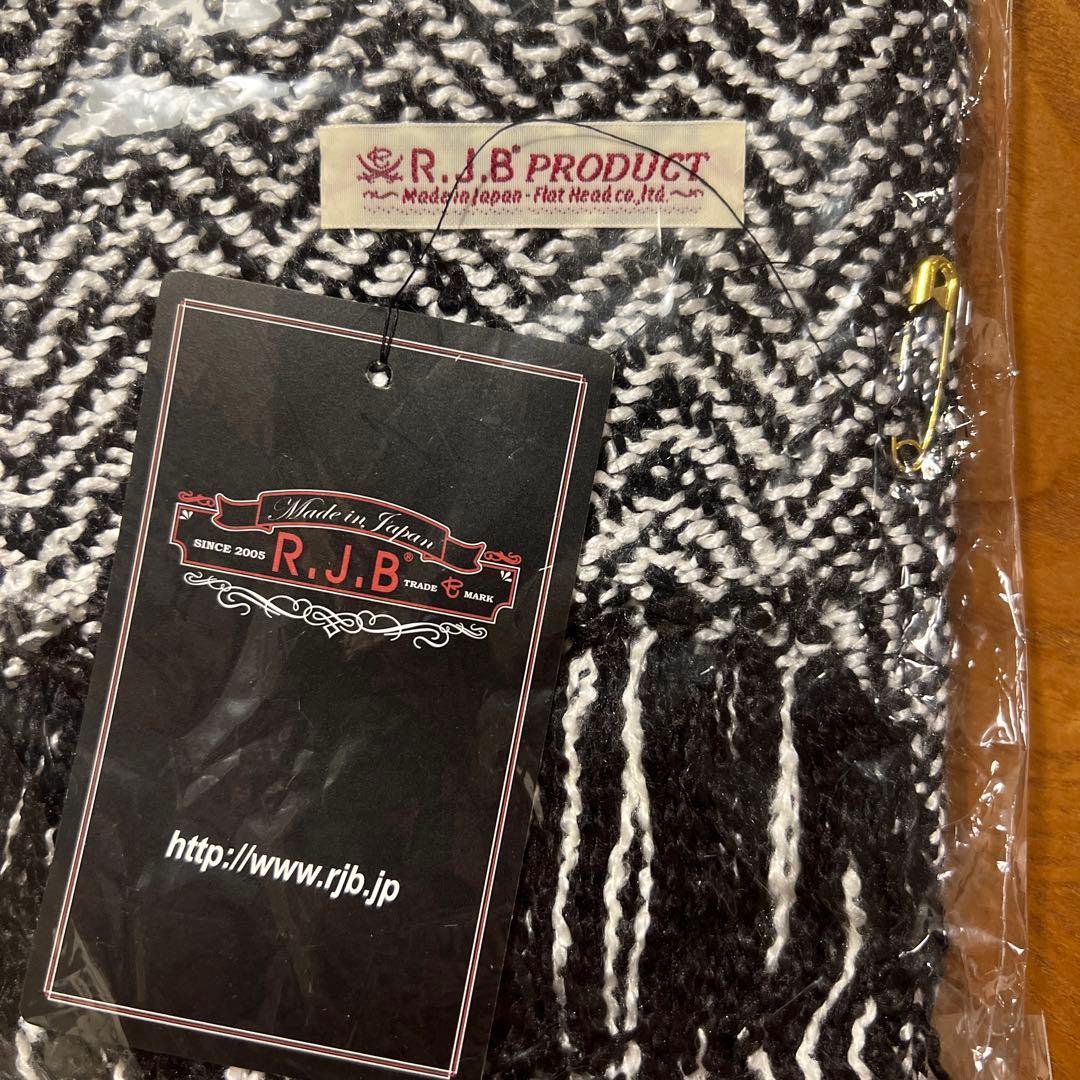 R.J.B® PRODUCT
Made in Japan - Flat Head co.,ltd.
Made in Japan
SINCE 2005 R.J.B® TRADE MARK
http://www.rjb.jp